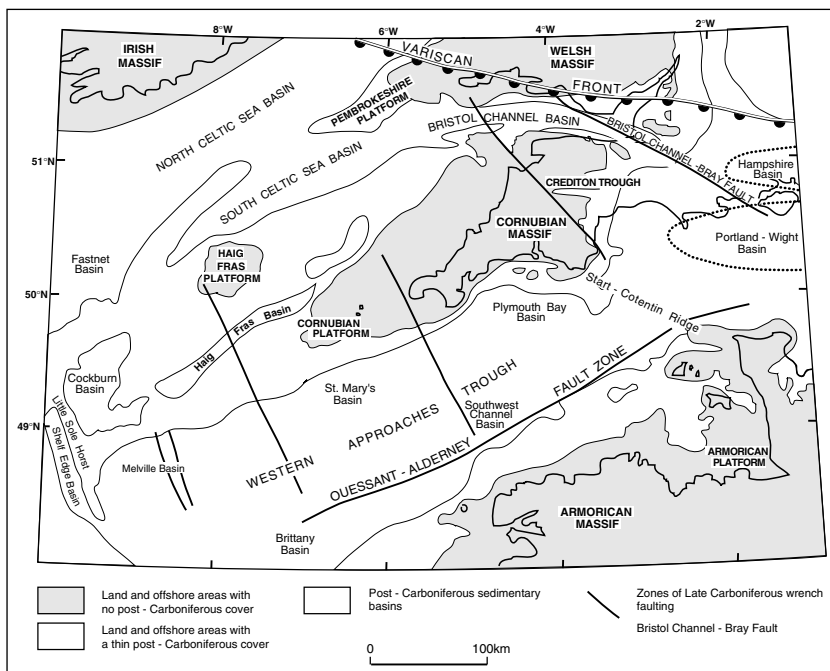 8°W
6°W
4°W
2°W
IRISH
MASSIF
VARISCAN
FRONT
WELSH
MASSIF
PEMBROKESHIRE
PLATFORM
NORTH CELTIC SEA BASIN
BRISTOL CHANNEL BASIN
BRISTOL CHANNEL-BRAY FAULT
51°N
SOUTH CELTIC SEA BASIN
CREDITON TROUGH
Hampshire
Basin
CORNUBIAN
MASSIF
Portland - Wight
Basin
Fastnet
Basin
HAIG
FRAS
PLATFORM
50°N
Start - Cotentin Ridge
Haig Fras Basin
CORNUBIAN
PLATFORM
Plymouth Bay
Basin
Cockburn
Basin
St. Mary's
Basin
WESTERN APPROACHES TROUGH
Southwest
Channel
Basin
OUESSANT - ALDERNEY FAULT ZONE
Little Sole Horst
Shelf Edge Basin
49°N
Melville Basin
ARMORICAN
PLATFORM
ARMORICAN
MASSIF
Brittany
Basin
Land and offshore areas with
no post - Carboniferous cover
Land and offshore areas with
a thin post - Carboniferous cover
Post - Carboniferous sedimentary
basins
Zones of Late Carboniferous wrench
faulting
Bristol Channel - Bray Fault
0
100km